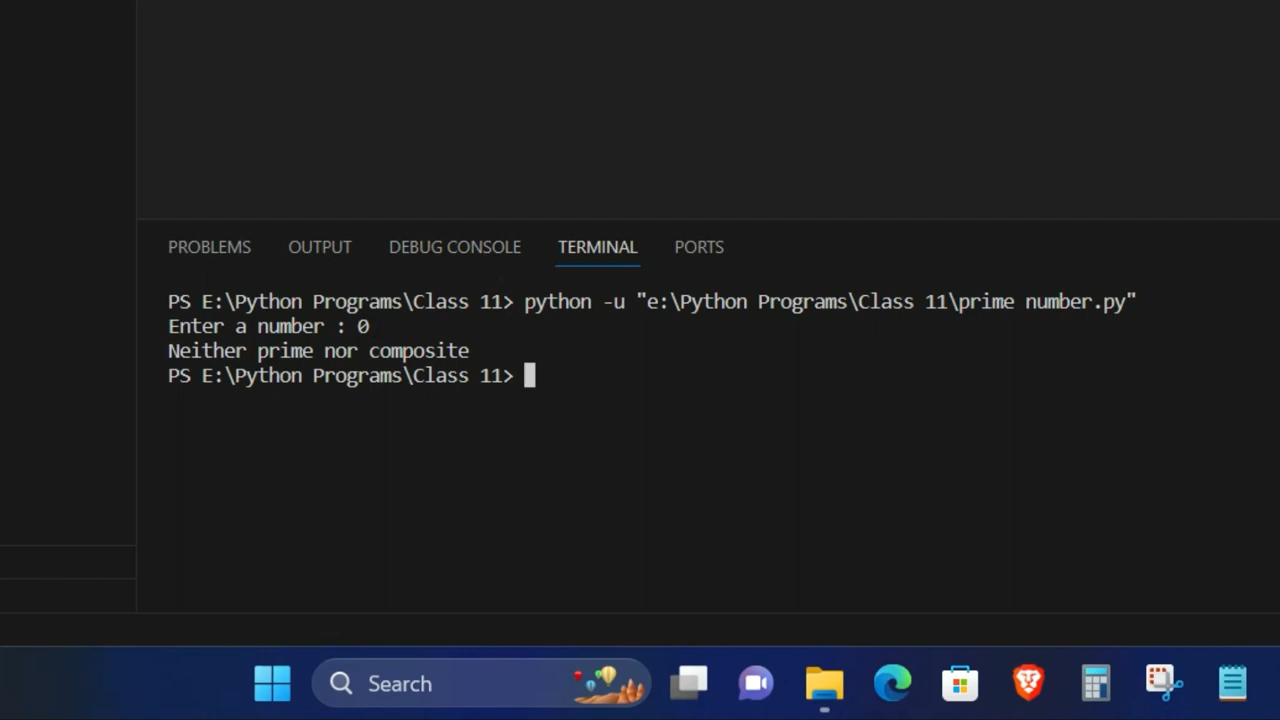 PROBLEMS OUTPUT DEBUG CONSOLE TERMINAL PORTS
PS E:\Python Programs\Class 11> python -u "e:\Python Programs\Class 11\prime number.py"
Enter a number : 0
Neither prime nor composite
PS E:\Python Programs\Class 11>
Search